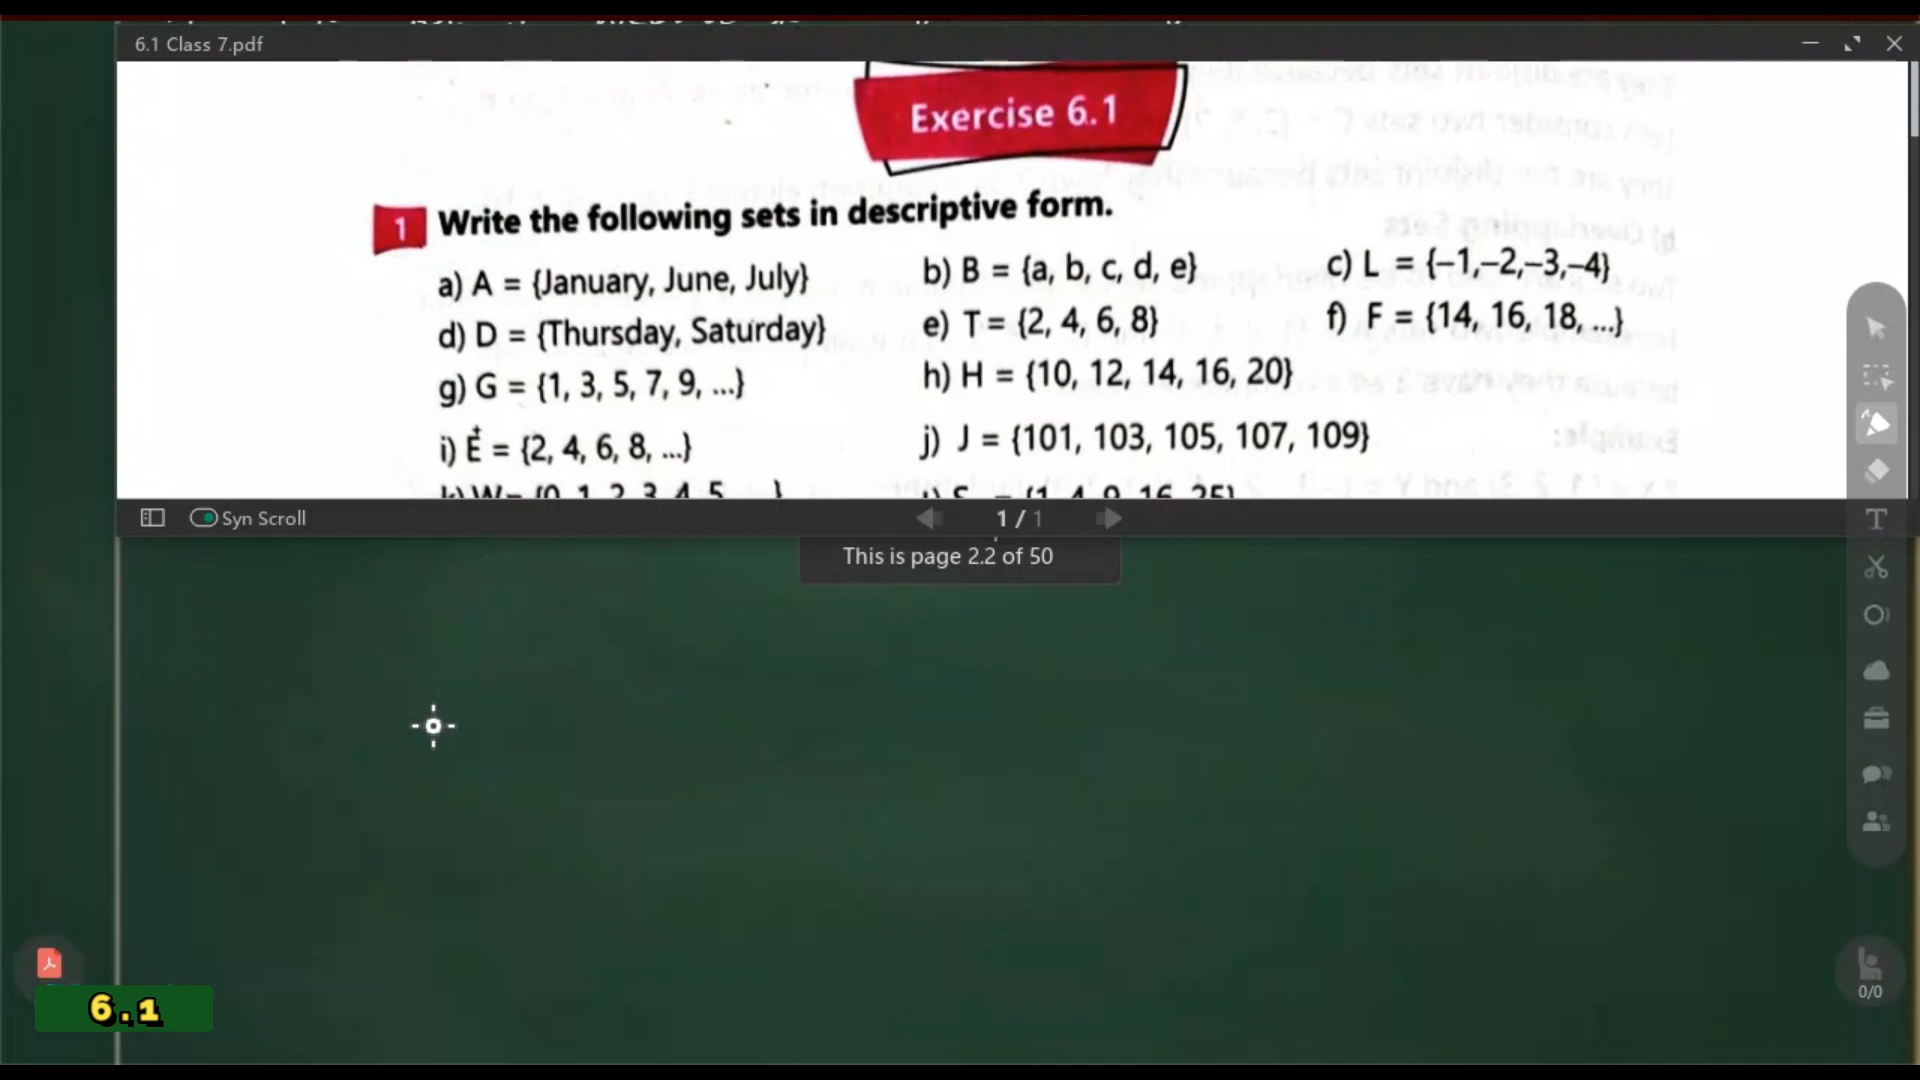 6.1 Class 7.pdf
Exercise 6.1
1 Write the following sets in descriptive form.
a) A = {January, June, July} b) B = {a, b, c, d, e} c) L = {–1,–2,–3,–4}
d) D = {Thursday, Saturday} e) T = {2, 4, 6, 8} f) F = {14, 16, 18, ...}
g) G = {1, 3, 5, 7, 9, ...} h) H = {10, 12, 14, 16, 20}
i) E = {2, 4, 6, 8, ...} j) J = {101, 103, 105, 107, 109}
Syn Scroll 1 / 1
This is page 2.2 of 50
0/0
6.1